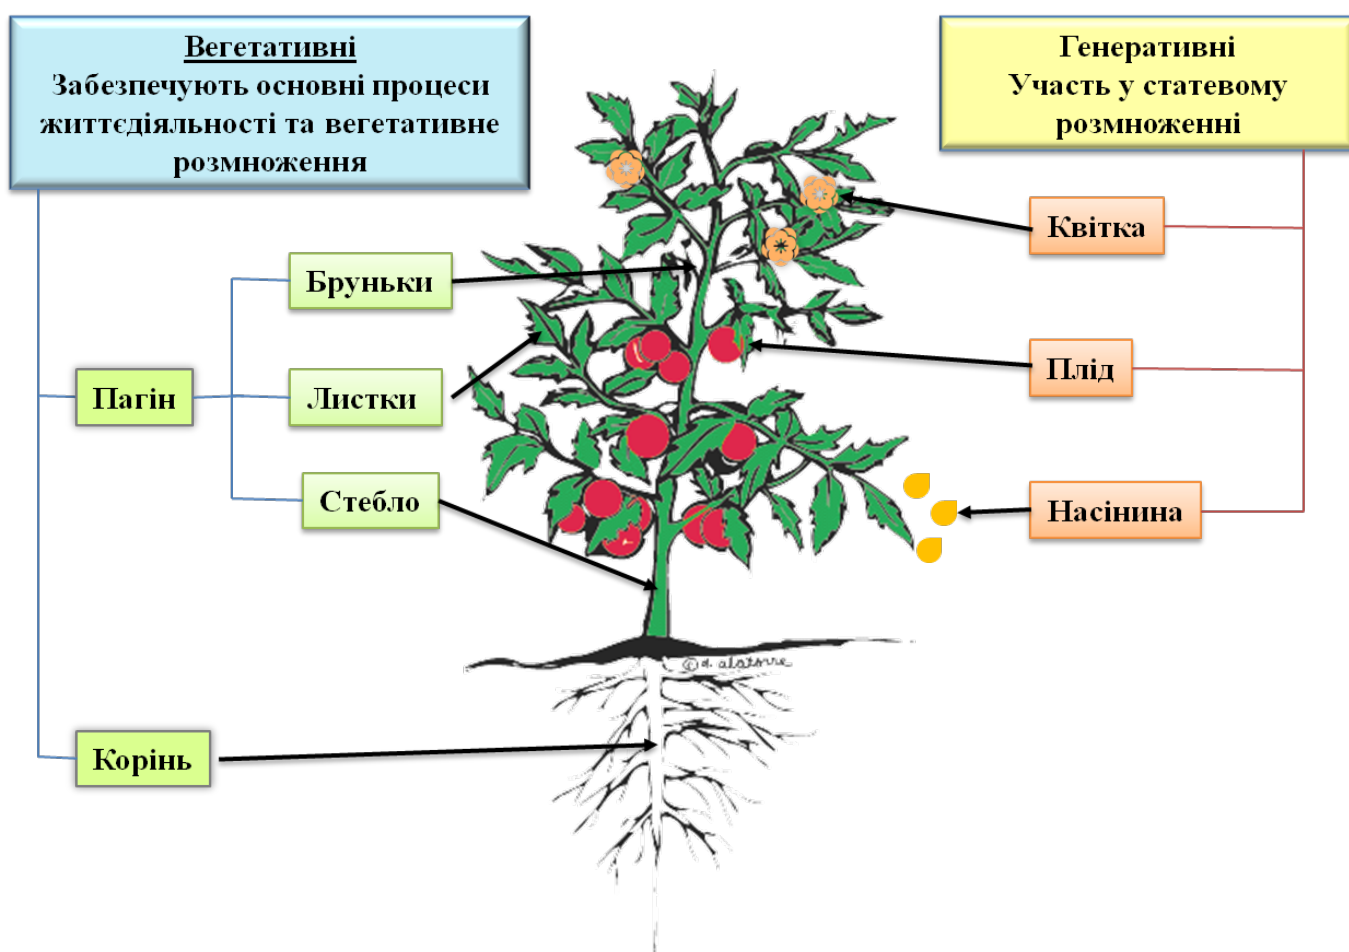 Вегетативні
Забезпечують основні процеси
життєдіяльності та вегетативне
розмноження
Генеративні
Участь у статевому
розмноженні
Бруньки
Пагін
Листки
Стебло
Корінь
Квітка
Плід
Насінина
© d. alatorre